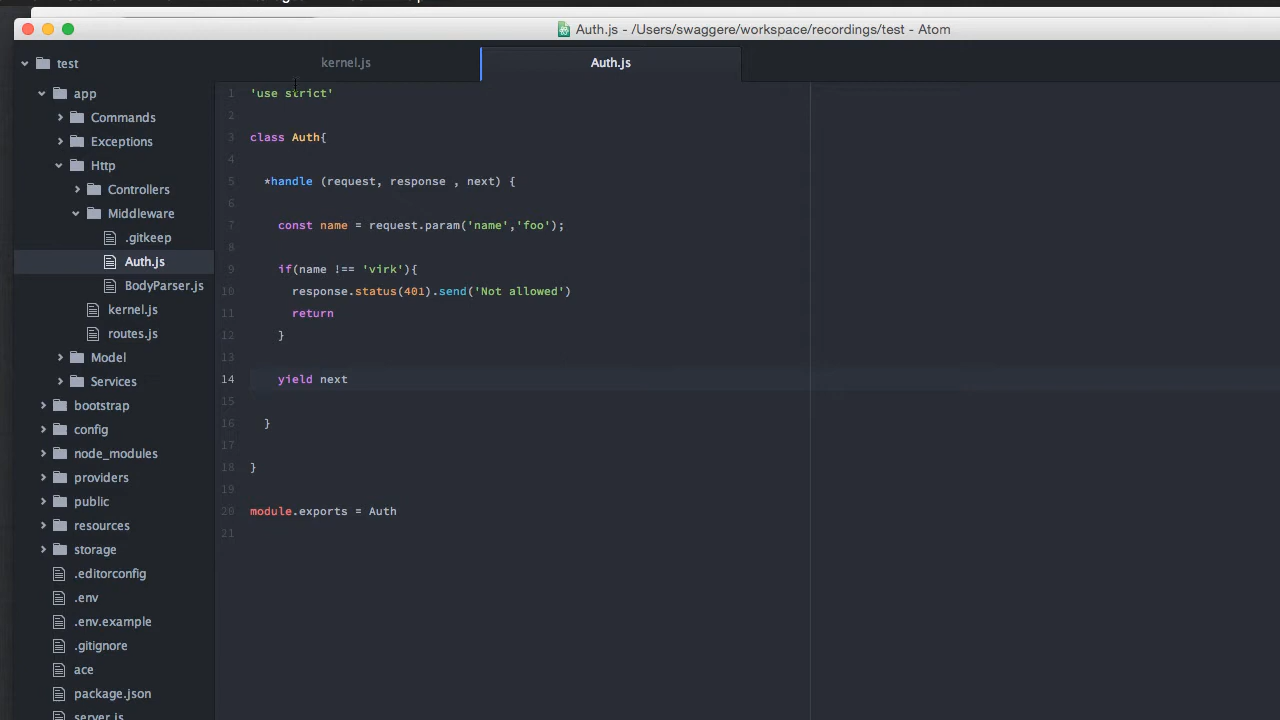 Auth.js - /Users/swaggere/workspace/recordings/test - Atom
test
app
Commands
Exceptions
Http
Controllers
Middleware
.gitkeep
Auth.js
BodyParser.js
kernel.js
routes.js
Model
Services
bootstrap
config
node_modules
providers
public
resources
storage
.editorconfig
.env
.env.example
.gitignore
ace
package.json
server.js
kernel.js
Auth.js
1 'use strict'
2
3 class Auth{
4
5 *handle (request, response , next) {
6
7 const name = request.param('name','foo');
8
9 if(name !== 'virk'){
10 response.status(401).send('Not allowed')
11 return
12 }
13
14 yield next
15
16 }
17
18 }
19
20 module.exports = Auth
21